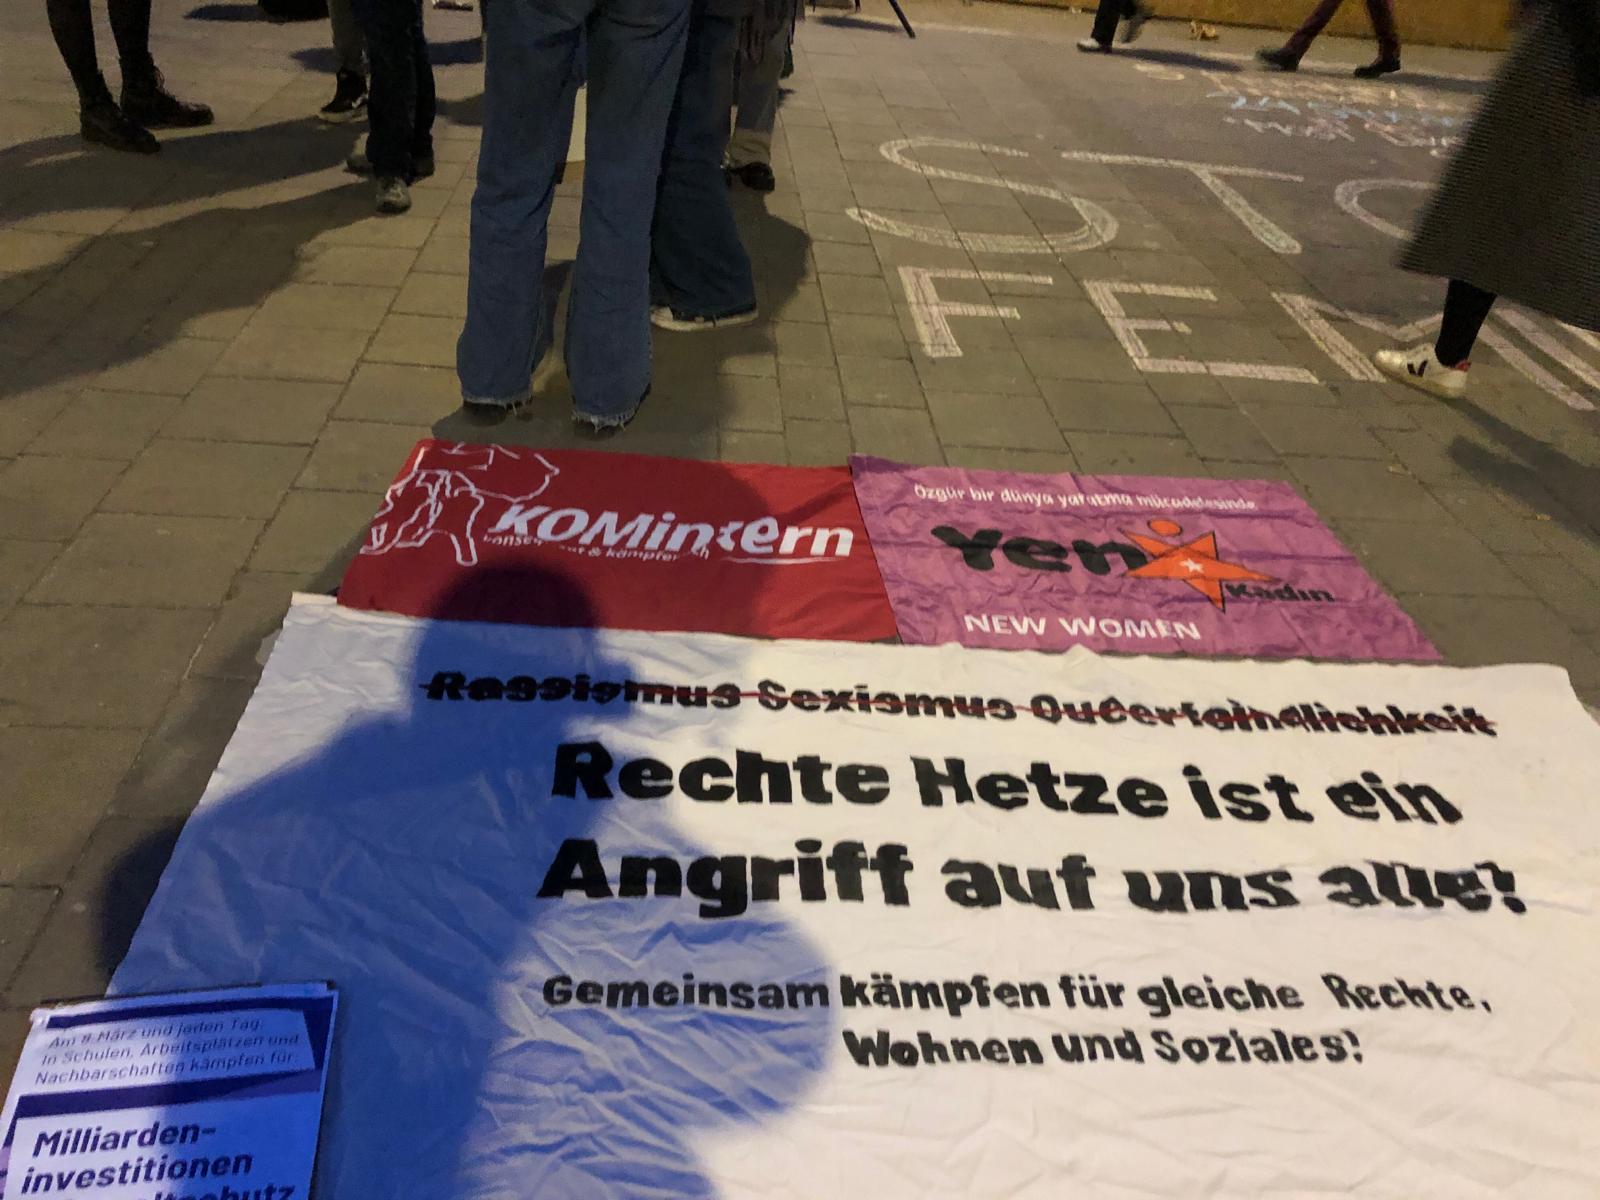 STO
FEMI
KOMintern
Özgür bir dünya yaratma mücadelesinde
Yeni
Kadın
NEW WOMEN
Rassismus Sexismus Queerfeindlichkeit
Rechte Hetze ist ein
Angriff auf uns alle!
Gemeinsam kämpfen für gleiche Rechte,
Wohnen und Soziales!
Am 8. März und jeden Tag:
In Schulen, Arbeitsplätzen und
Nachbarschaften kämpfen für:
Milliarden-
investitionen